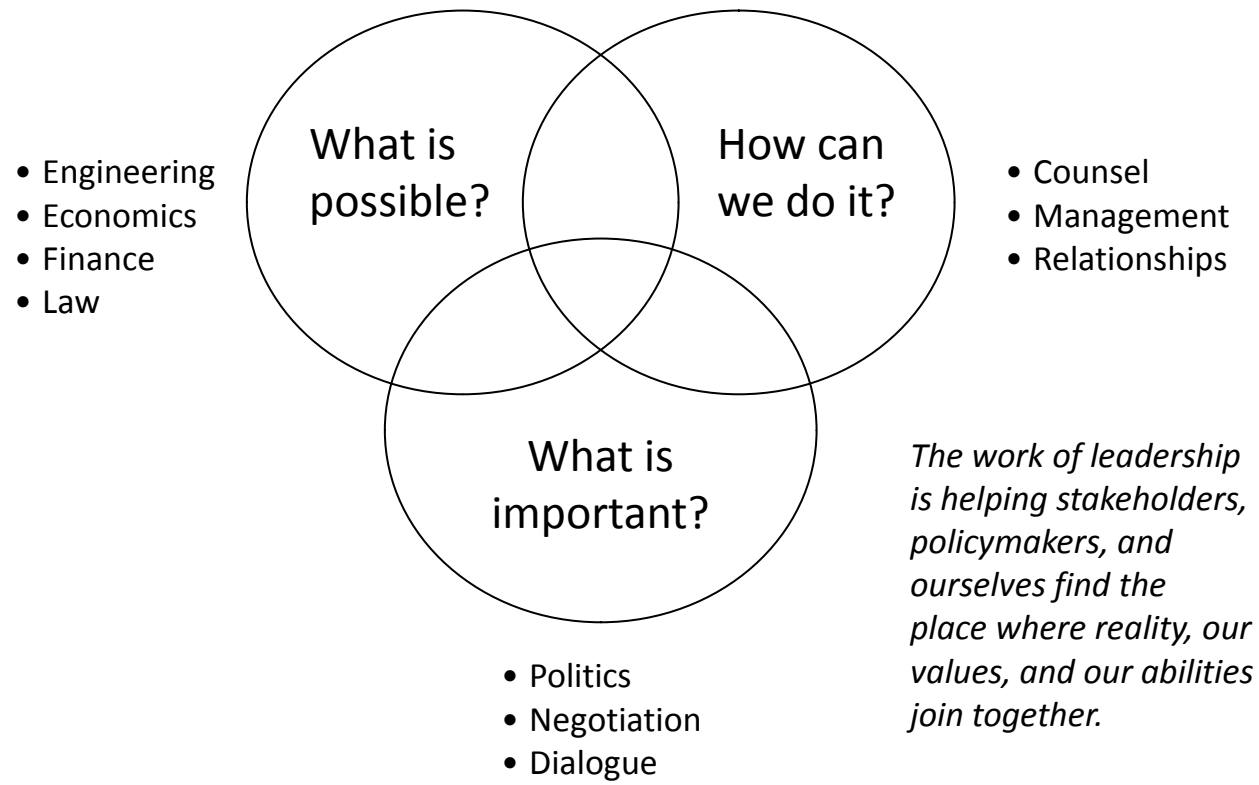 What is
possible?
How can
we do it?
• Engineering
• Economics
• Finance
• Law
• Counsel
• Management
• Relationships
What is
important?
The work of leadership
is helping stakeholders,
policymakers, and
ourselves find the
place where reality, our
values, and our abilities
join together.
• Politics
• Negotiation
• Dialogue